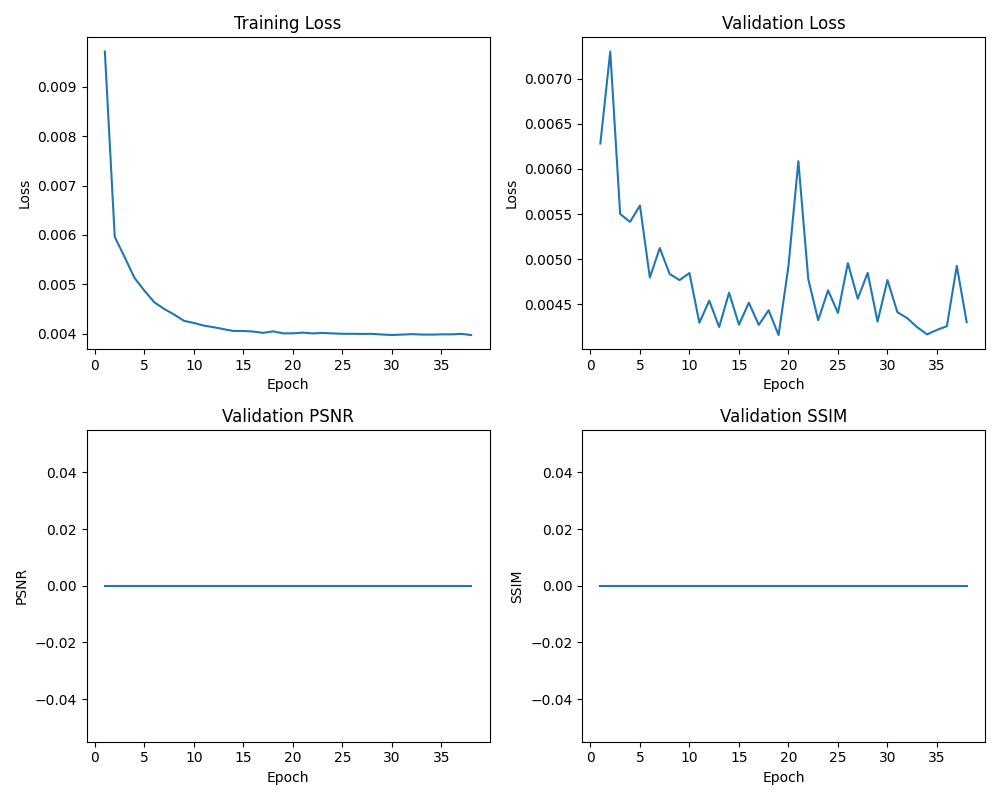 Training Loss
Validation Loss
0.009
0.008
0.007
0.006
0.005
0.004
Loss
0 5 10 15 20 25 30 35
Epoch
0.0070
0.0065
0.0060
0.0055
0.0050
0.0045
Loss
0 5 10 15 20 25 30 35
Epoch
Validation PSNR
Validation SSIM
0.04
0.02
0.00
−0.02
−0.04
PSNR
0 5 10 15 20 25 30 35
Epoch
0.04
0.02
0.00
−0.02
−0.04
SSIM
0 5 10 15 20 25 30 35
Epoch